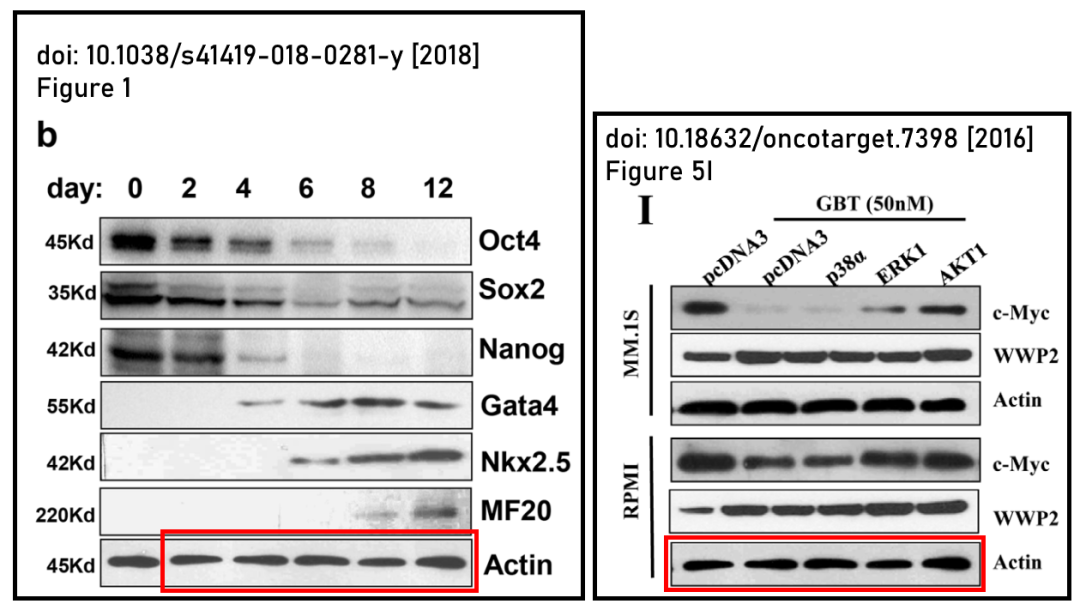 doi: 10.1038/s41419-018-0281-y [2018]
Figure 1
b
day: 0 2 4 6 8 12
45Kd Oct4
35Kd Sox2
42Kd Nanog
55Kd Gata4
42Kd Nkx2.5
220Kd MF20
45Kd Actin
doi: 10.18632/oncotarget.7398 [2016]
Figure 5I
I
GBT (50nM)
pcDNA3 pcDNA3 p38α ERK1 AKT1
MM.1S
c-Myc
WWP2
Actin
RPMI
c-Myc
WWP2
Actin